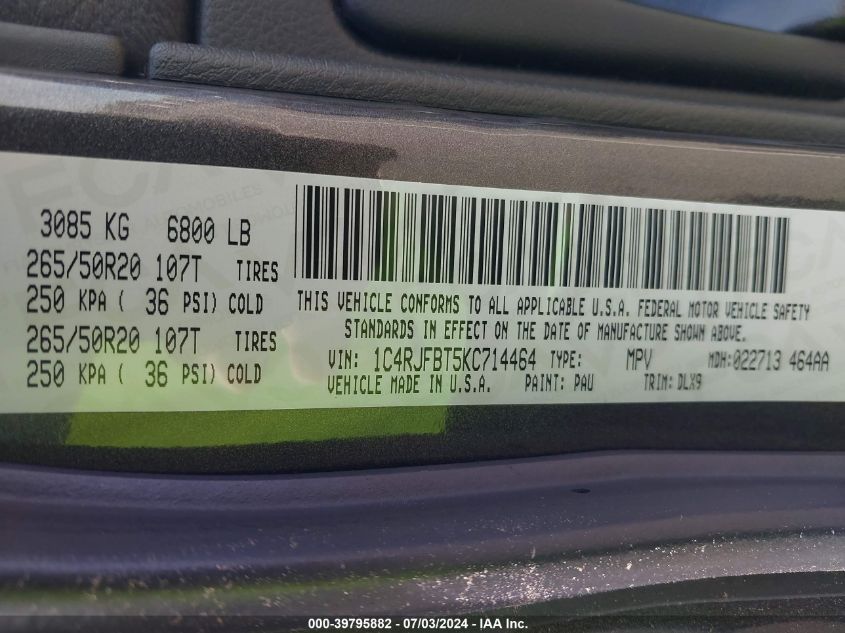 3085 KG 6800 LB
265/50R20 107T TIRES
250 KPA ( 36 PSI) COLD
265/50R20 107T TIRES
250 KPA ( 36 PSI) COLD
THIS VEHICLE CONFORMS TO ALL APPLICABLE U.S.A. FEDERAL MOTOR VEHICLE SAFETY
STANDARDS IN EFFECT ON THE DATE OF MANUFACTURE SHOWN ABOVE.
VIN: 1C4RJFBT5KC714464 TYPE: MPV MDH:022713 464AA
VEHICLE MADE IN U.S.A. PAINT: PAU TRIM: DLX9
000-39795882 - 07/03/2024 - IAA Inc.